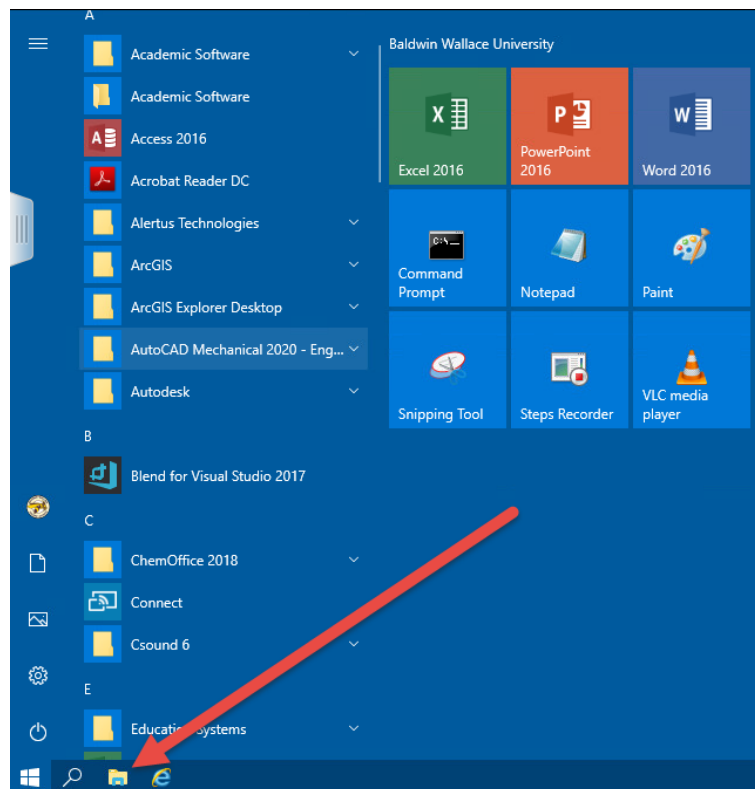 A
Academic Software
Academic Software
Access 2016
Acrobat Reader DC
Alertus Technologies
ArcGIS
ArcGIS Explorer Desktop
AutoCAD Mechanical 2020 - Eng...
Autodesk
B
Blend for Visual Studio 2017
C
ChemOffice 2018
Connect
Csound 6
E
Systems
Baldwin Wallace University
Excel 2016
PowerPoint
2016
Word 2016
C:\
Command
Prompt
Notepad
Paint
Snipping Tool
Steps Recorder
VLC media
player